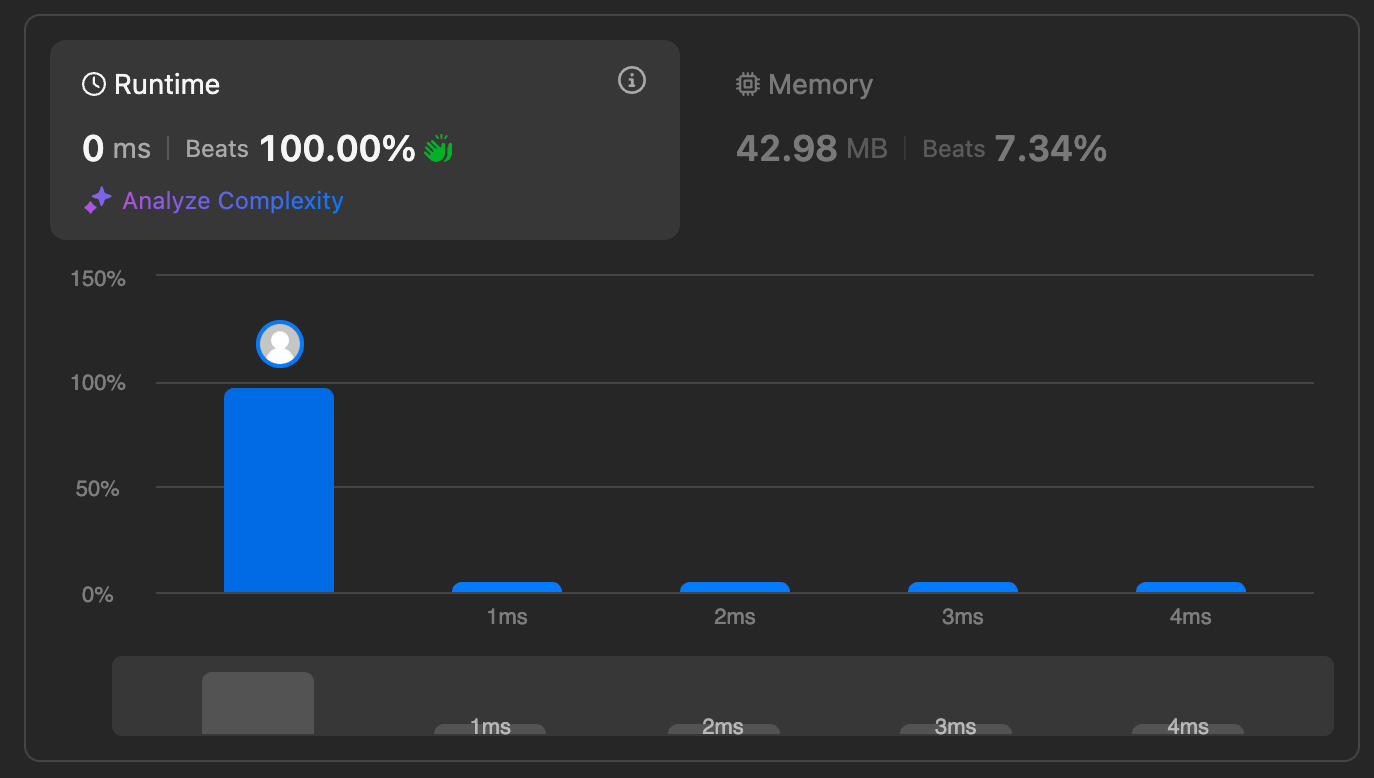 Runtime
0 ms | Beats 100.00%
Analyze Complexity
Memory
42.98 MB | Beats 7.34%
150%
100%
50%
0%
1ms 2ms 3ms 4ms
1ms 2ms 3ms 4ms